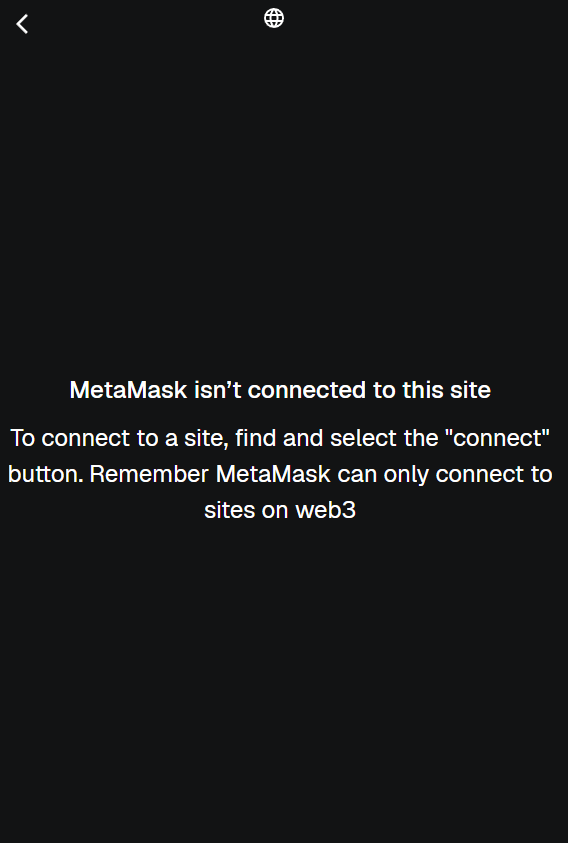 MetaMask isn’t connected to this site
To connect to a site, find and select the "connect"
button. Remember MetaMask can only connect to
sites on web3